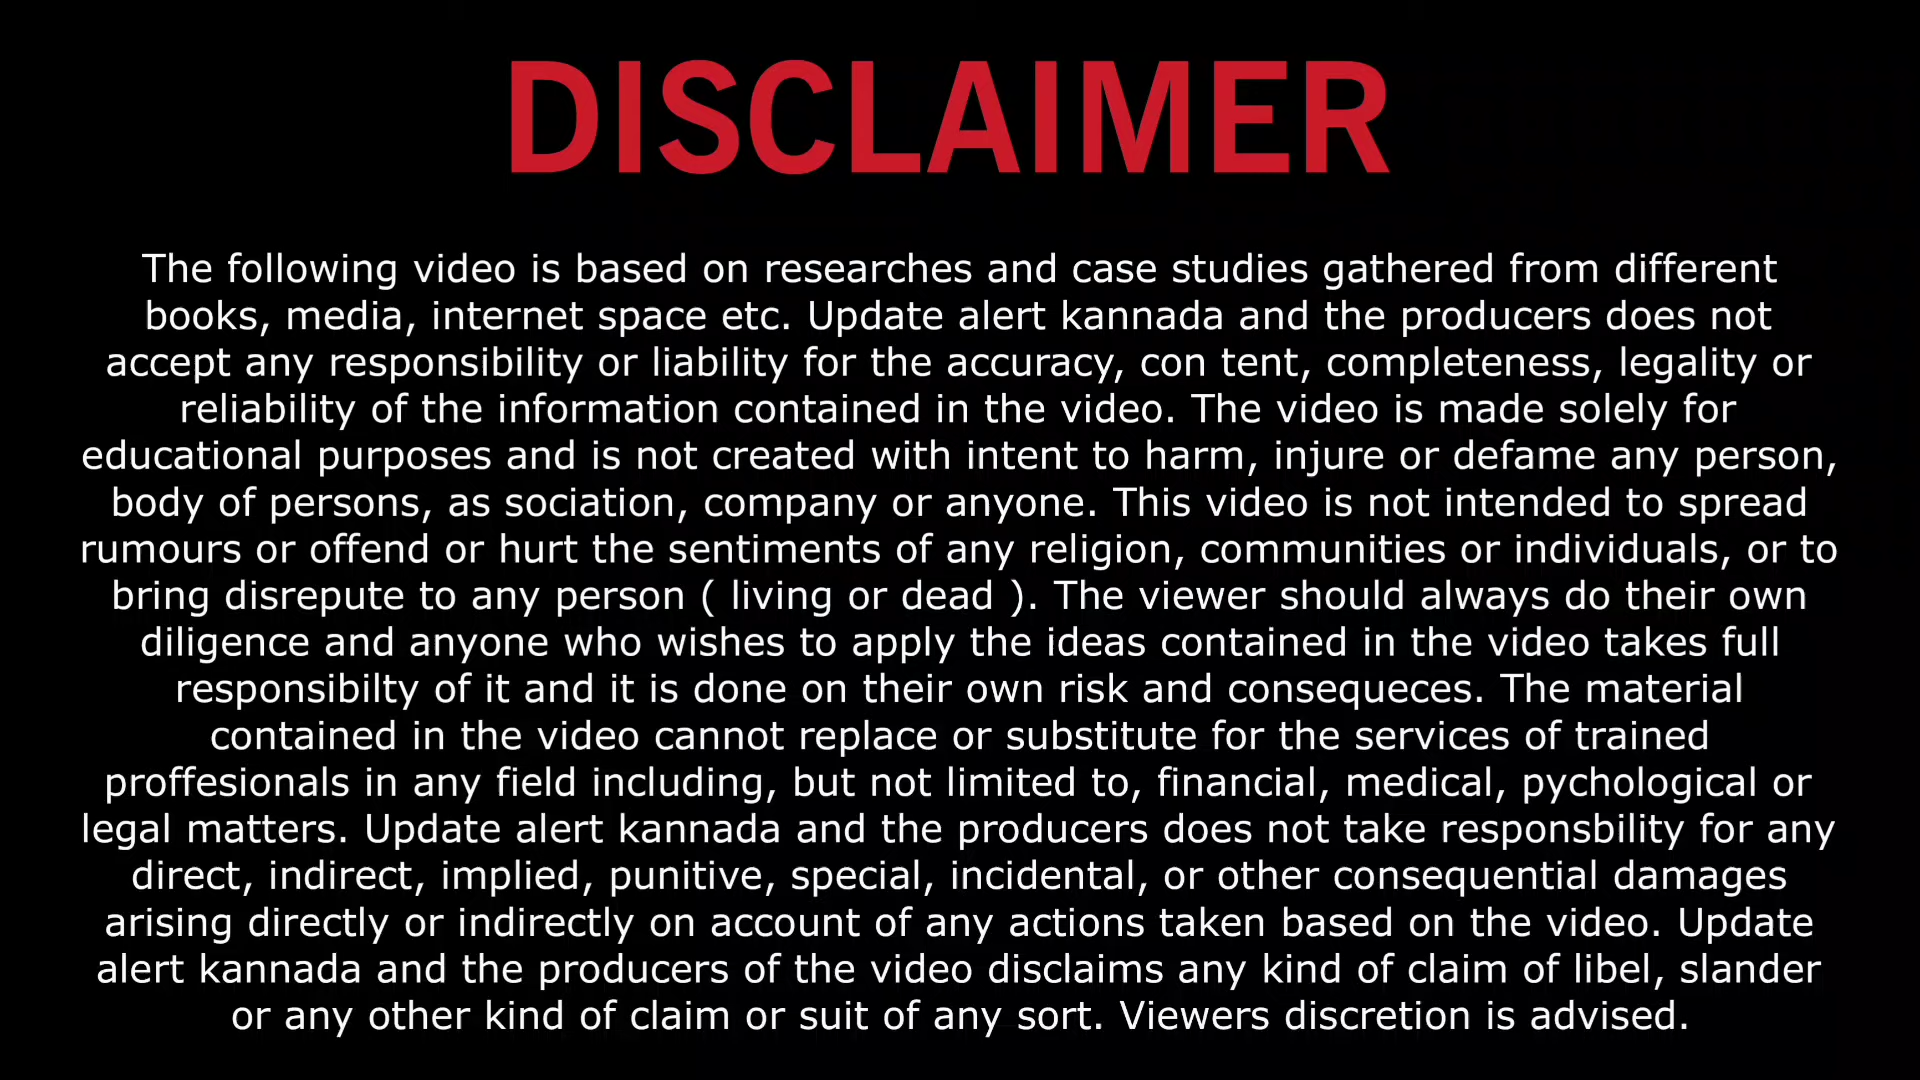 DISCLAIMER
The following video is based on researches and case studies gathered from different
books, media, internet space etc. Update alert kannada and the producers does not
accept any responsibility or liability for the accuracy, con tent, completeness, legality or
reliability of the information contained in the video. The video is made solely for
educational purposes and is not created with intent to harm, injure or defame any person,
body of persons, as sociation, company or anyone. This video is not intended to spread
rumours or offend or hurt the sentiments of any religion, communities or individuals, or to
bring disrepute to any person ( living or dead ). The viewer should always do their own
diligence and anyone who wishes to apply the ideas contained in the video takes full
responsibilty of it and it is done on their own risk and consequeces. The material
contained in the video cannot replace or substitute for the services of trained
proffesionals in any field including, but not limited to, financial, medical, pychological or
legal matters. Update alert kannada and the producers does not take responsbility for any
direct, indirect, implied, punitive, special, incidental, or other consequential damages
arising directly or indirectly on account of any actions taken based on the video. Update
alert kannada and the producers of the video disclaims any kind of claim of libel, slander
or any other kind of claim or suit of any sort. Viewers discretion is advised.